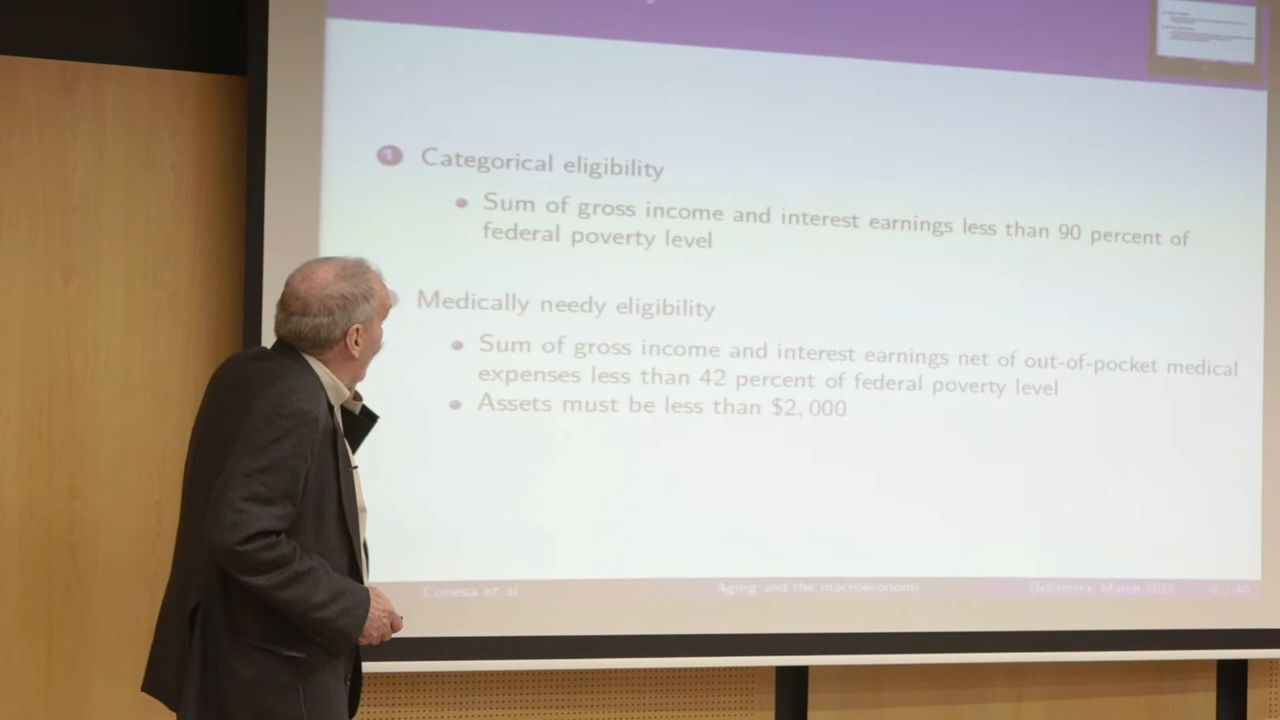 1 Categorical eligibility
Sum of gross income and interest earnings less than 90 percent of
federal poverty level
Medically needy eligibility
Sum of gross income and interest earnings net of out-of-pocket medical
expenses less than 42 percent of federal poverty level
Assets must be less than $2, 000
Conesa et al Aging and the macroeconomy Bellaterra, March 2018